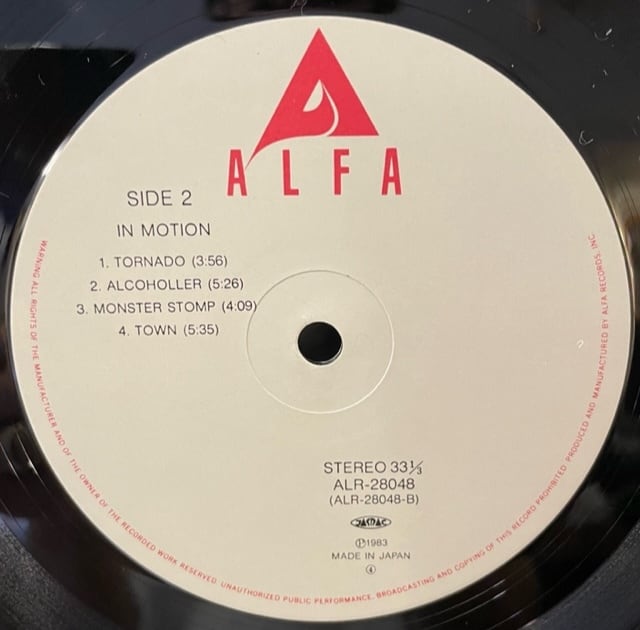 ALFA
SIDE 2
IN MOTION
1. TORNADO (3:56)
2. ALCOHOLLER (5:26)
3. MONSTER STOMP (4:09)
4. TOWN (5:35)
STEREO 33⅓
ALR-28048
(ALR-28048-B)
JASRAC
Ⓟ1983
MADE IN JAPAN
④
WARNING ALL RIGHTS OF THE MANUFACTURER AND OF THE OWNER OF THE RECORDED WORK RESERVED. UNAUTHORIZED PUBLIC PERFORMANCE, BROADCASTING AND COPYING OF THIS RECORD PROHIBITED PRODUCED AND MANUFACTURED BY ALFA RECORDS, INC.